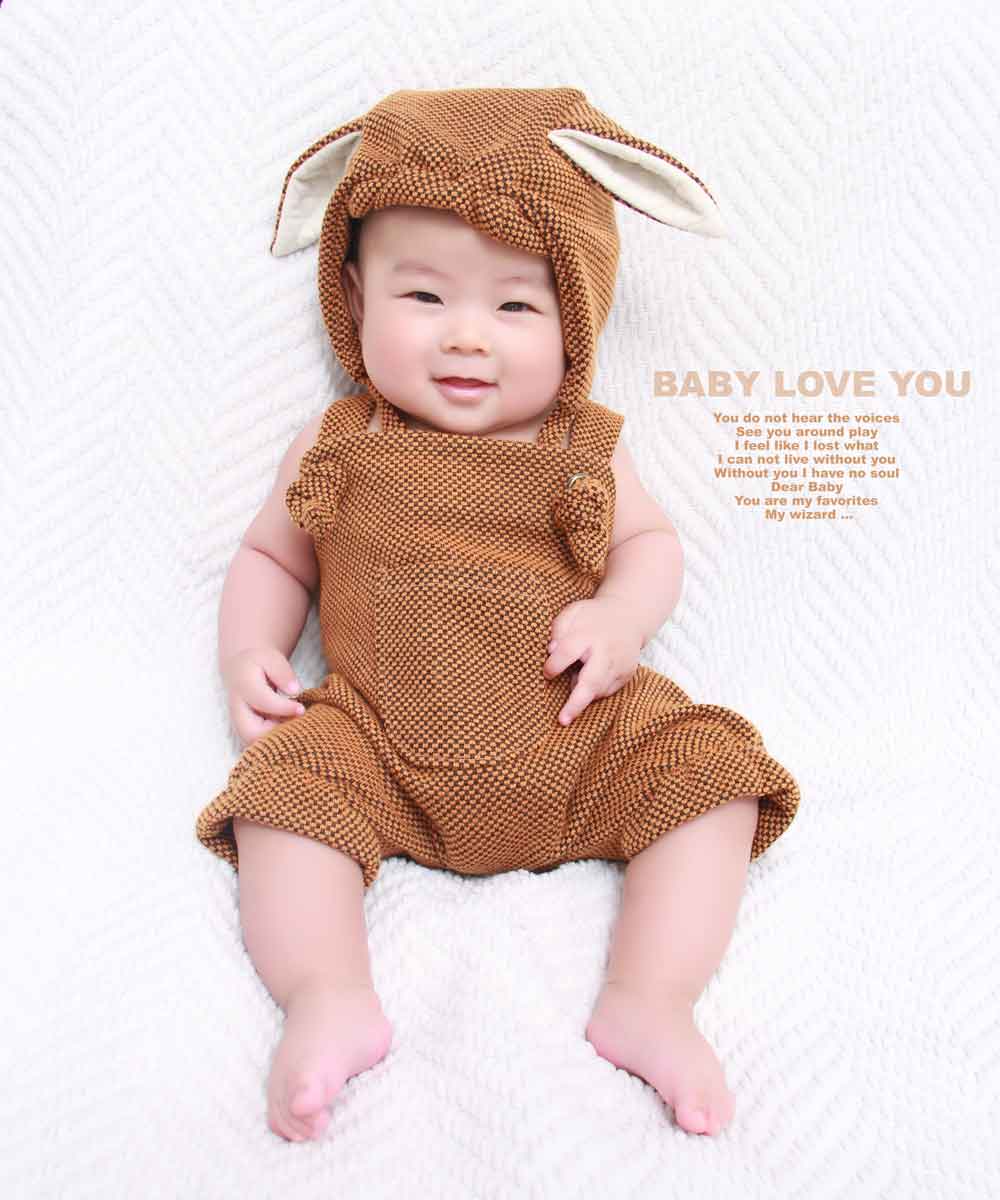 BABY LOVE YOU
You do not hear the voices
See you around play
I feel like I lost what
I can not live without you
Without you I have no soul
Dear Baby
You are my favorites
My wizard ...